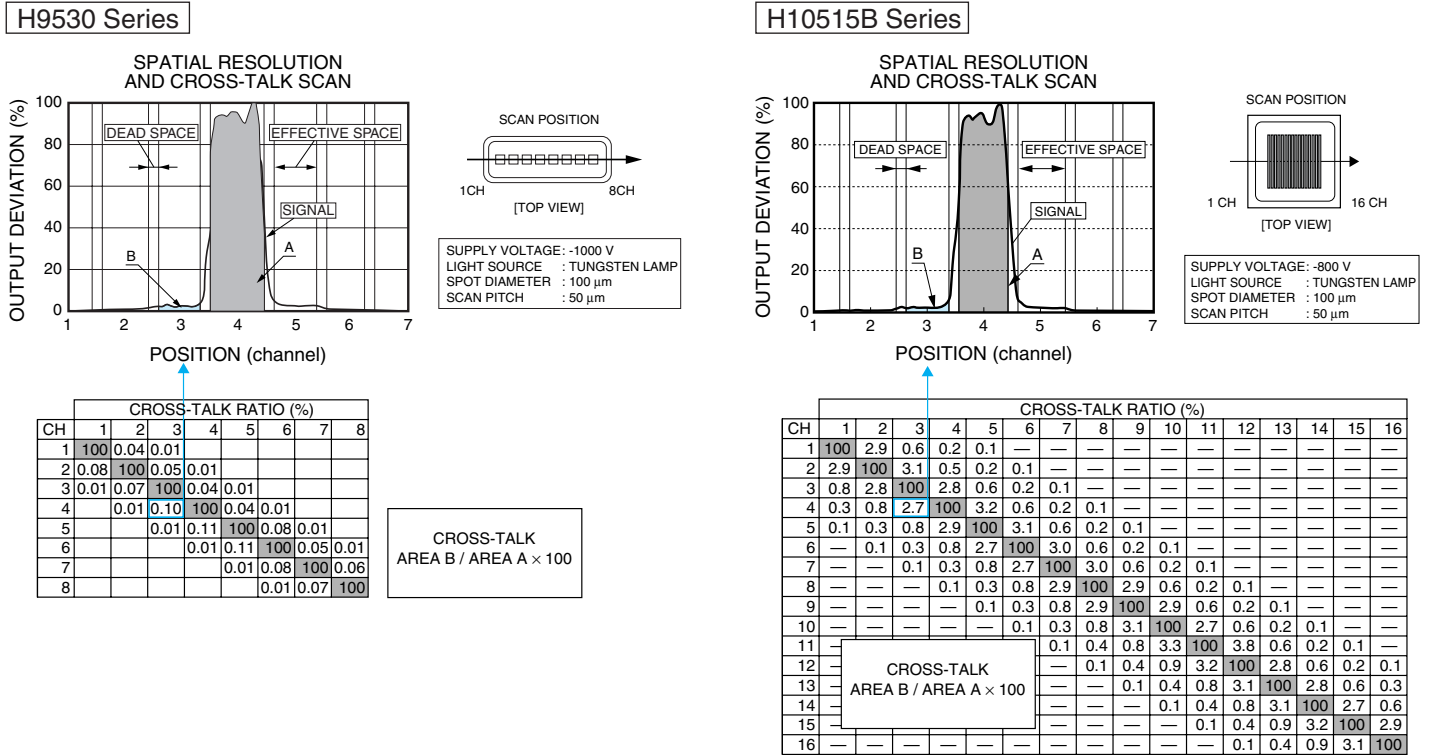 H9530 Series
SPATIAL RESOLUTION
AND CROSS-TALK SCAN
OUTPUT DEVIATION (%)
100
80
60
40
20
0
DEAD SPACE
EFFECTIVE SPACE
SIGNAL
B
A
1 2 3 4 5 6 7
POSITION (channel)
SCAN POSITION
1CH 8CH
[TOP VIEW]
SUPPLY VOLTAGE: -1000 V
LIGHT SOURCE : TUNGSTEN LAMP
SPOT DIAMETER : 100 μm
SCAN PITCH : 50 μm
CROSS-TALK RATIO (%)
CH 1 2 3 4 5 6 7 8
1 100 0.04 0.01
2 0.08 100 0.05 0.01
3 0.01 0.07 100 0.04 0.01
4 0.01 0.10 100 0.04 0.01
5 0.01 0.11 100 0.08 0.01
6 0.01 0.11 100 0.05 0.01
7 0.01 0.08 100 0.06
8 0.01 0.07 100
CROSS-TALK
AREA B / AREA A × 100
H10515B Series
SPATIAL RESOLUTION
AND CROSS-TALK SCAN
OUTPUT DEVIATION (%)
100
80
60
40
20
0
DEAD SPACE
EFFECTIVE SPACE
SIGNAL
B
A
1 2 3 4 5 6 7
POSITION (channel)
SCAN POSITION
1 CH 16 CH
[TOP VIEW]
SUPPLY VOLTAGE: -800 V
LIGHT SOURCE : TUNGSTEN LAMP
SPOT DIAMETER : 100 μm
SCAN PITCH : 50 μm
CROSS-TALK RATIO (%)
CH 1 2 3 4 5 6 7 8 9 10 11 12 13 14 15 16
1 100 2.9 0.6 0.2 0.1 — — — — — — — — — — —
2 2.9 100 3.1 0.5 0.2 0.1 — — — — — — — — — —
3 0.8 2.8 100 2.8 0.6 0.2 0.1 — — — — — — — — —
4 0.3 0.8 2.7 100 3.2 0.6 0.2 0.1 — — — — — — — —
5 0.1 0.3 0.8 2.9 100 3.1 0.6 0.2 0.1 — — — — — — —
6 — 0.1 0.3 0.8 2.7 100 3.0 0.6 0.2 0.1 — — — — — —
7 — — 0.1 0.3 0.8 2.7 100 3.0 0.6 0.2 0.1 — — — — —
8 — — — 0.1 0.3 0.8 2.9 100 2.9 0.6 0.2 0.1 — — — —
9 — — — — 0.1 0.3 0.8 2.9 100 2.9 0.6 0.2 0.1 — — —
10 — — — — — 0.1 0.3 0.8 3.1 100 2.7 0.6 0.2 0.1 — —
11 — 0.1 0.4 0.8 3.3 100 3.8 0.6 0.2 0.1 —
12 — — 0.1 0.4 0.9 3.2 100 2.8 0.6 0.2 0.1
13 — — — 0.1 0.4 0.8 3.1 100 2.8 0.6 0.3
14 — — — — 0.1 0.4 0.8 3.1 100 2.7 0.6
15 — — — — — 0.1 0.4 0.9 3.2 100 2.9
16 — — — — — — — — — — — 0.1 0.4 0.9 3.1 100
CROSS-TALK
AREA B / AREA A × 100